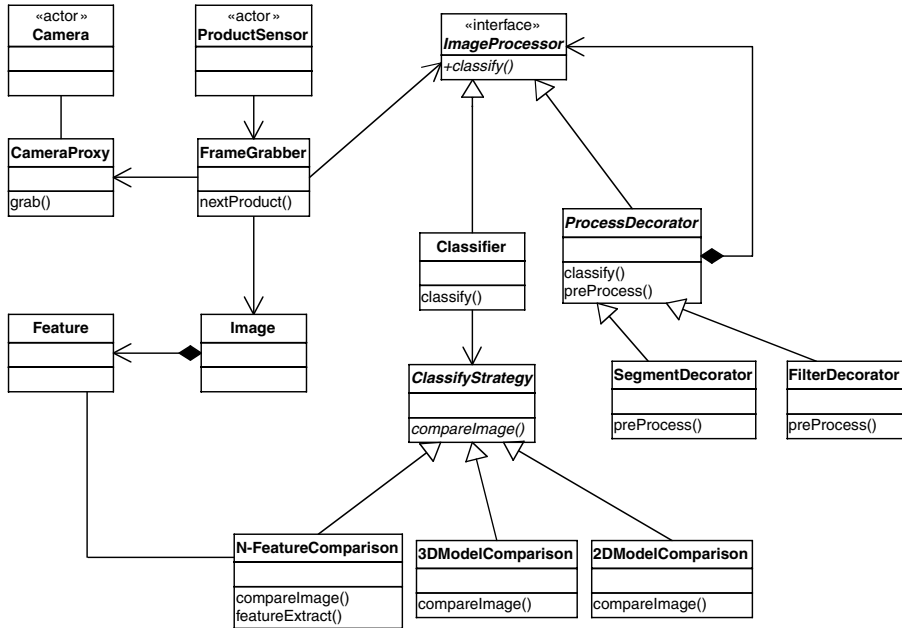 «actor»
Camera
«actor»
ProductSensor
«interface»
ImageProcessor
+classify()
CameraProxy
grab()
FrameGrabber
nextProduct()
ProcessDecorator
classify()
preProcess()
Classifier
classify()
Feature
Image
ClassifyStrategy
compareImage()
SegmentDecorator
preProcess()
FilterDecorator
preProcess()
N-FeatureComparison
compareImage()
featureExtract()
3DModelComparison
compareImage()
2DModelComparison
compareImage()